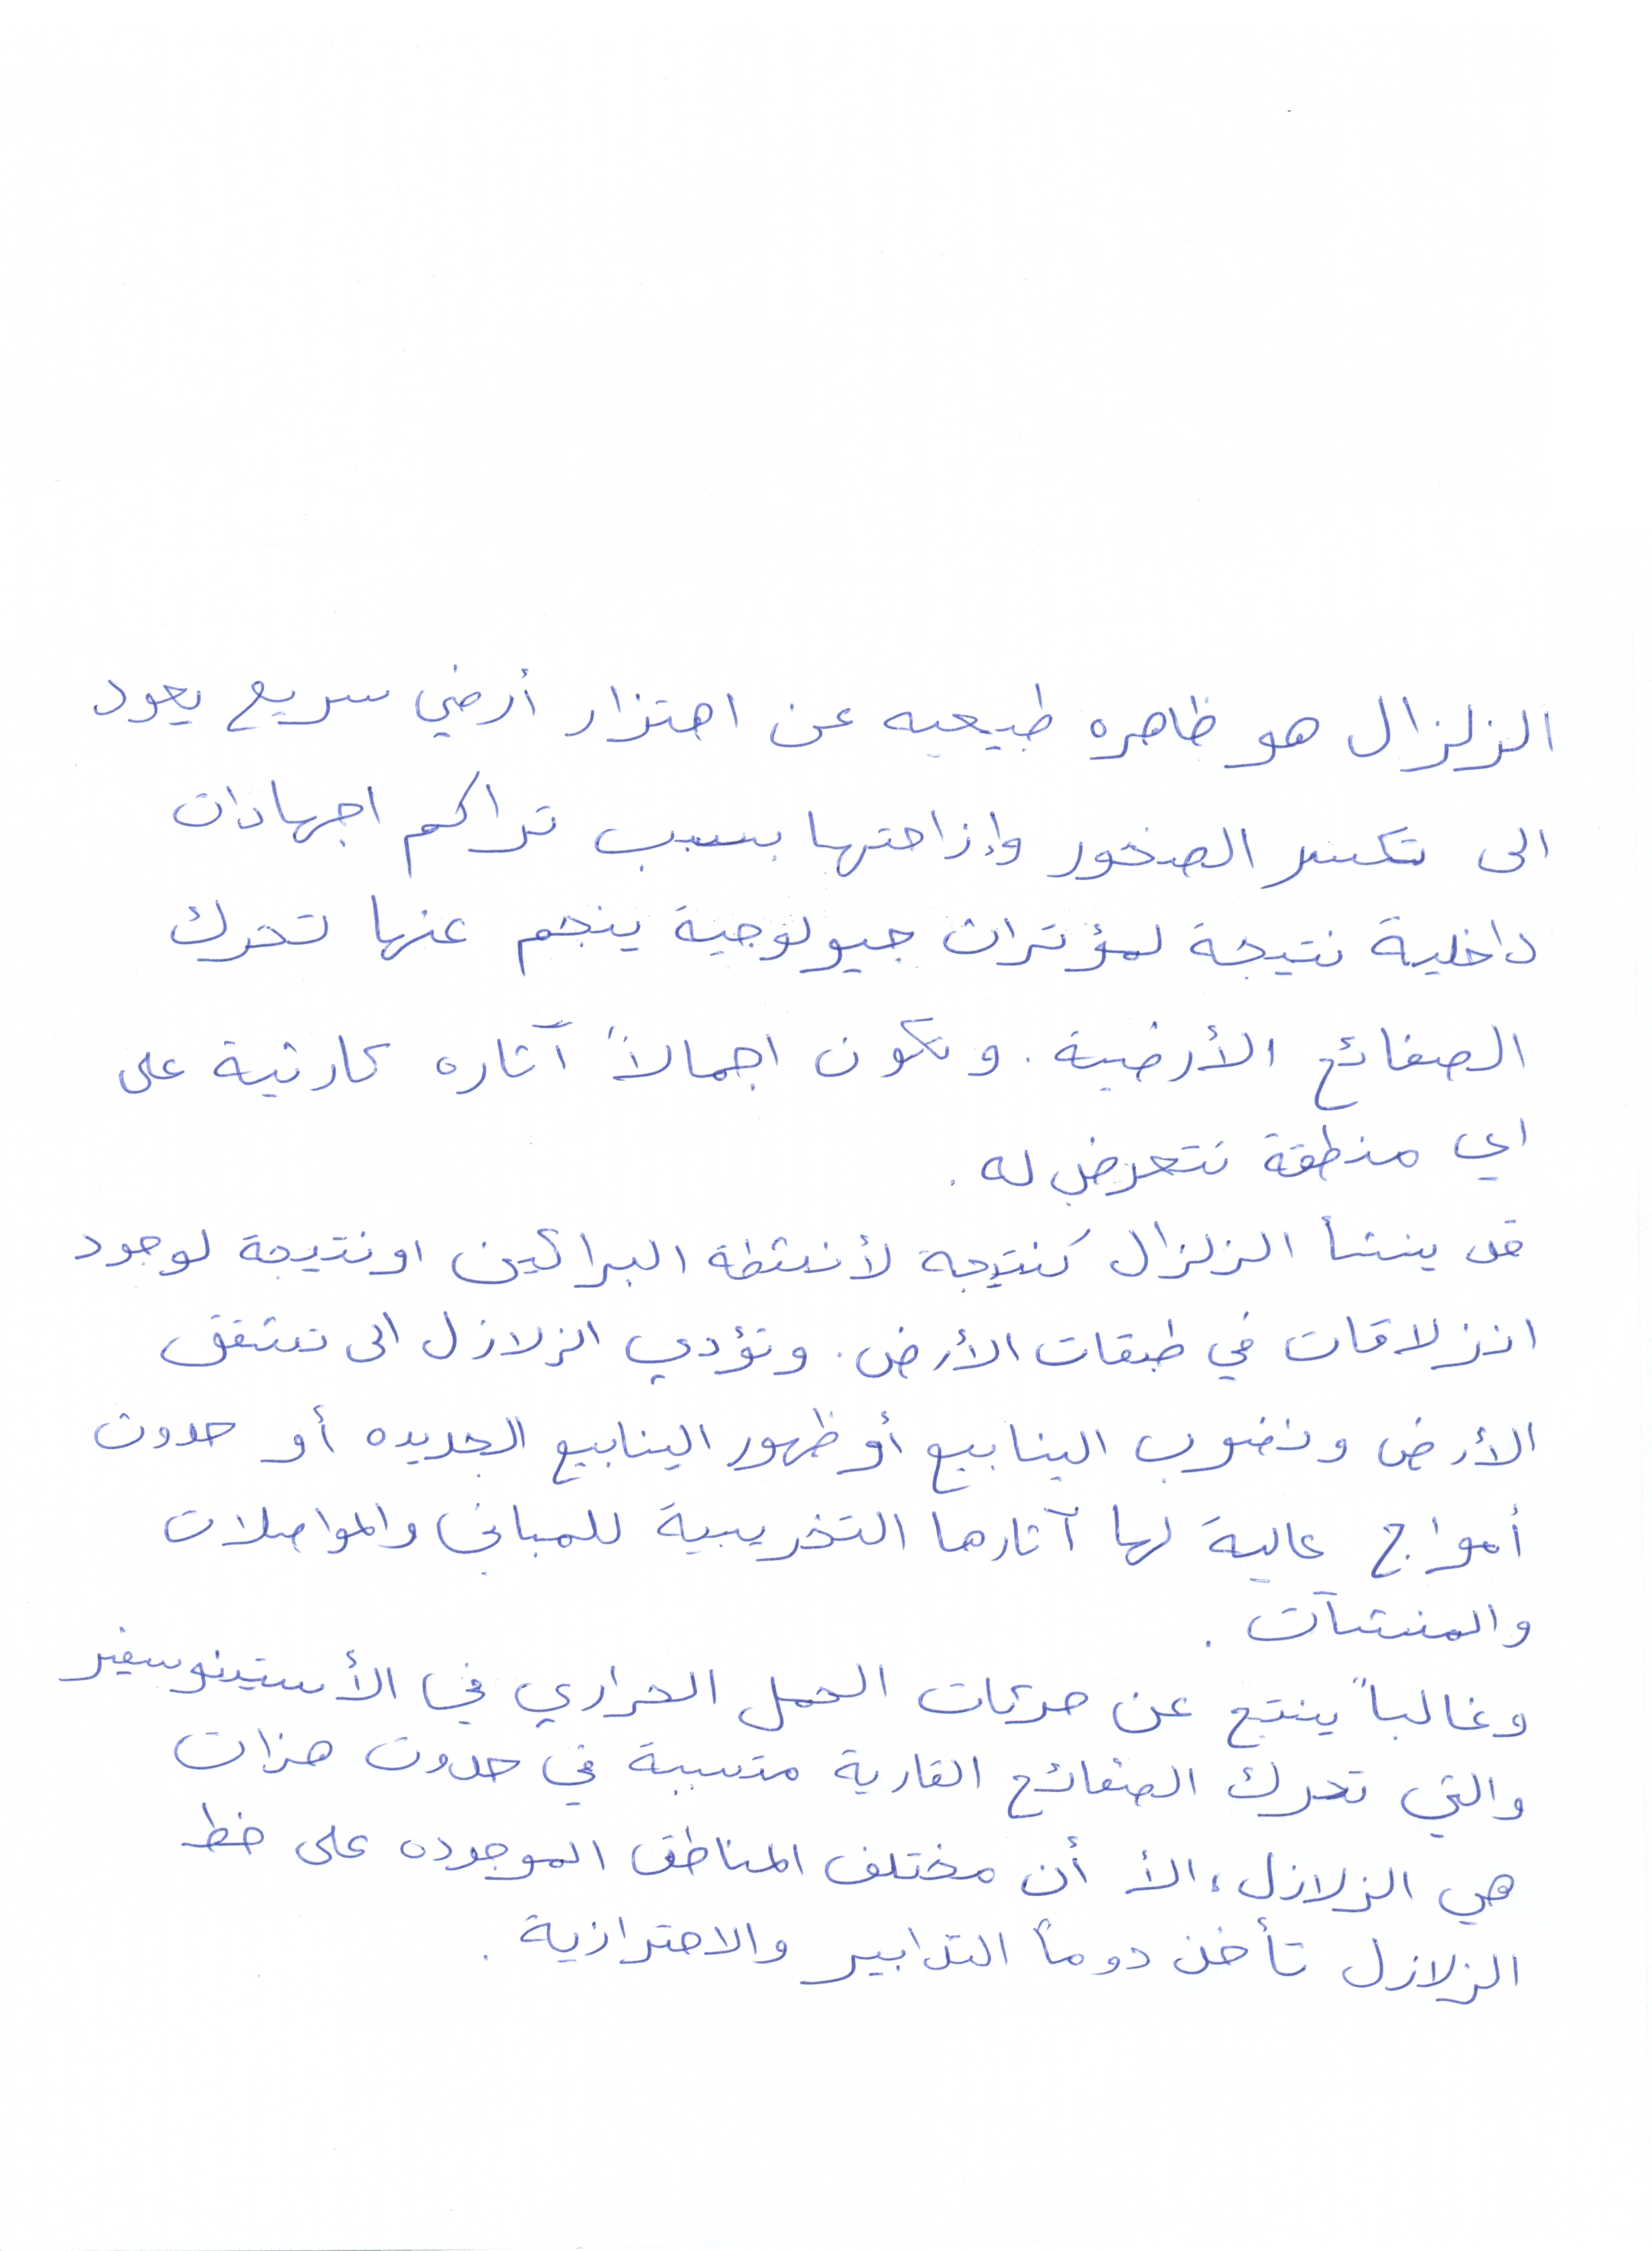 الزلزال هو ظاهره طبيعيه عن اهتزار أرضي سريع يعود
الى تكسر الصخور وإزاحتها بسبب تراكم اجهادات
داخلية نتيجة لمؤثرات جيولوجية ينجم عنها تحرك
الصفائح الأرضية. وتكون اجمالاً آثاره كارثية على
اي منطقة تتعرض له.
قد ينشأ الزلزال كنتيجة لأنشطة البراكين او نتيجة لوجود
انزلاقات في طبقات الأرض. وتؤدي الزلازل الى تشقق
الأرض ونضوب الينابيع أو ظهور الينابيع الجديده أو حدوث
أمواج عالية لها آثارها التخريبية للمباني والمواصلات
والمنشآت.
وغالباً ينتج عن حركات الحمل الحراري في الأستينوسفير
والتي تحرك الصفائح القارية متسببة في حدوث هزات
هي الزلازل، الأ أن مختلف المناطق الموجوده على خط
الزلازل تأخذ دوماً التدابير والاحترازية.